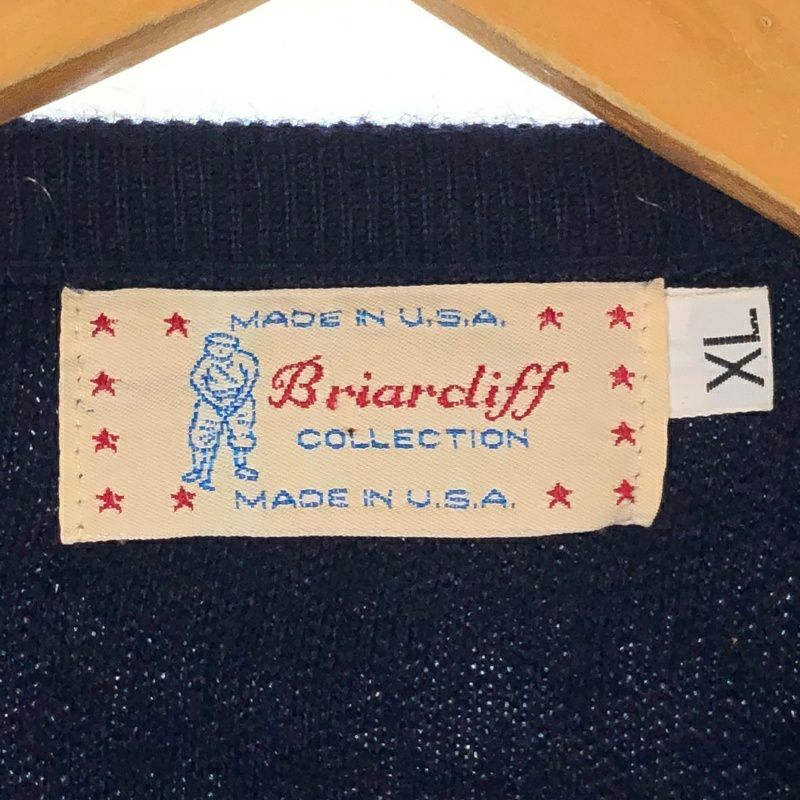 MADE IN U.S.A.
Briarcliff
COLLECTION
MADE IN U.S.A.
XL